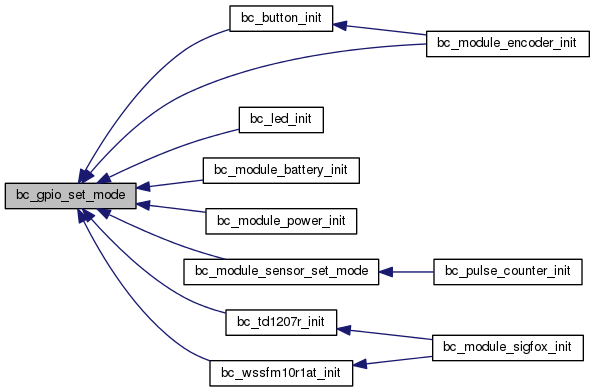 bc_button_init
bc_module_encoder_init
bc_led_init
bc_module_battery_init
bc_gpio_set_mode
bc_module_power_init
bc_module_sensor_set_mode
bc_pulse_counter_init
bc_td1207r_init
bc_module_sigfox_init
bc_wssfm10r1at_init